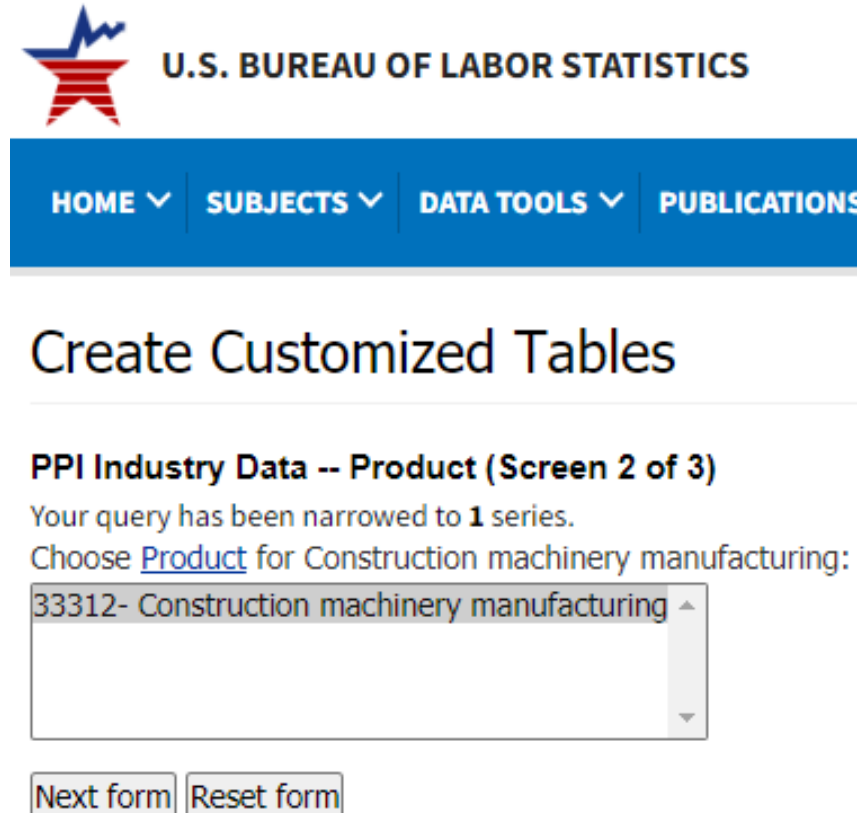 U.S. BUREAU OF LABOR STATISTICS
HOME SUBJECTS DATA TOOLS PUBLICATIONS
Create Customized Tables
PPI Industry Data -- Product (Screen 2 of 3)
Your query has been narrowed to 1 series.
Choose Product for Construction machinery manufacturing:
33312- Construction machinery manufacturing
Next form Reset form